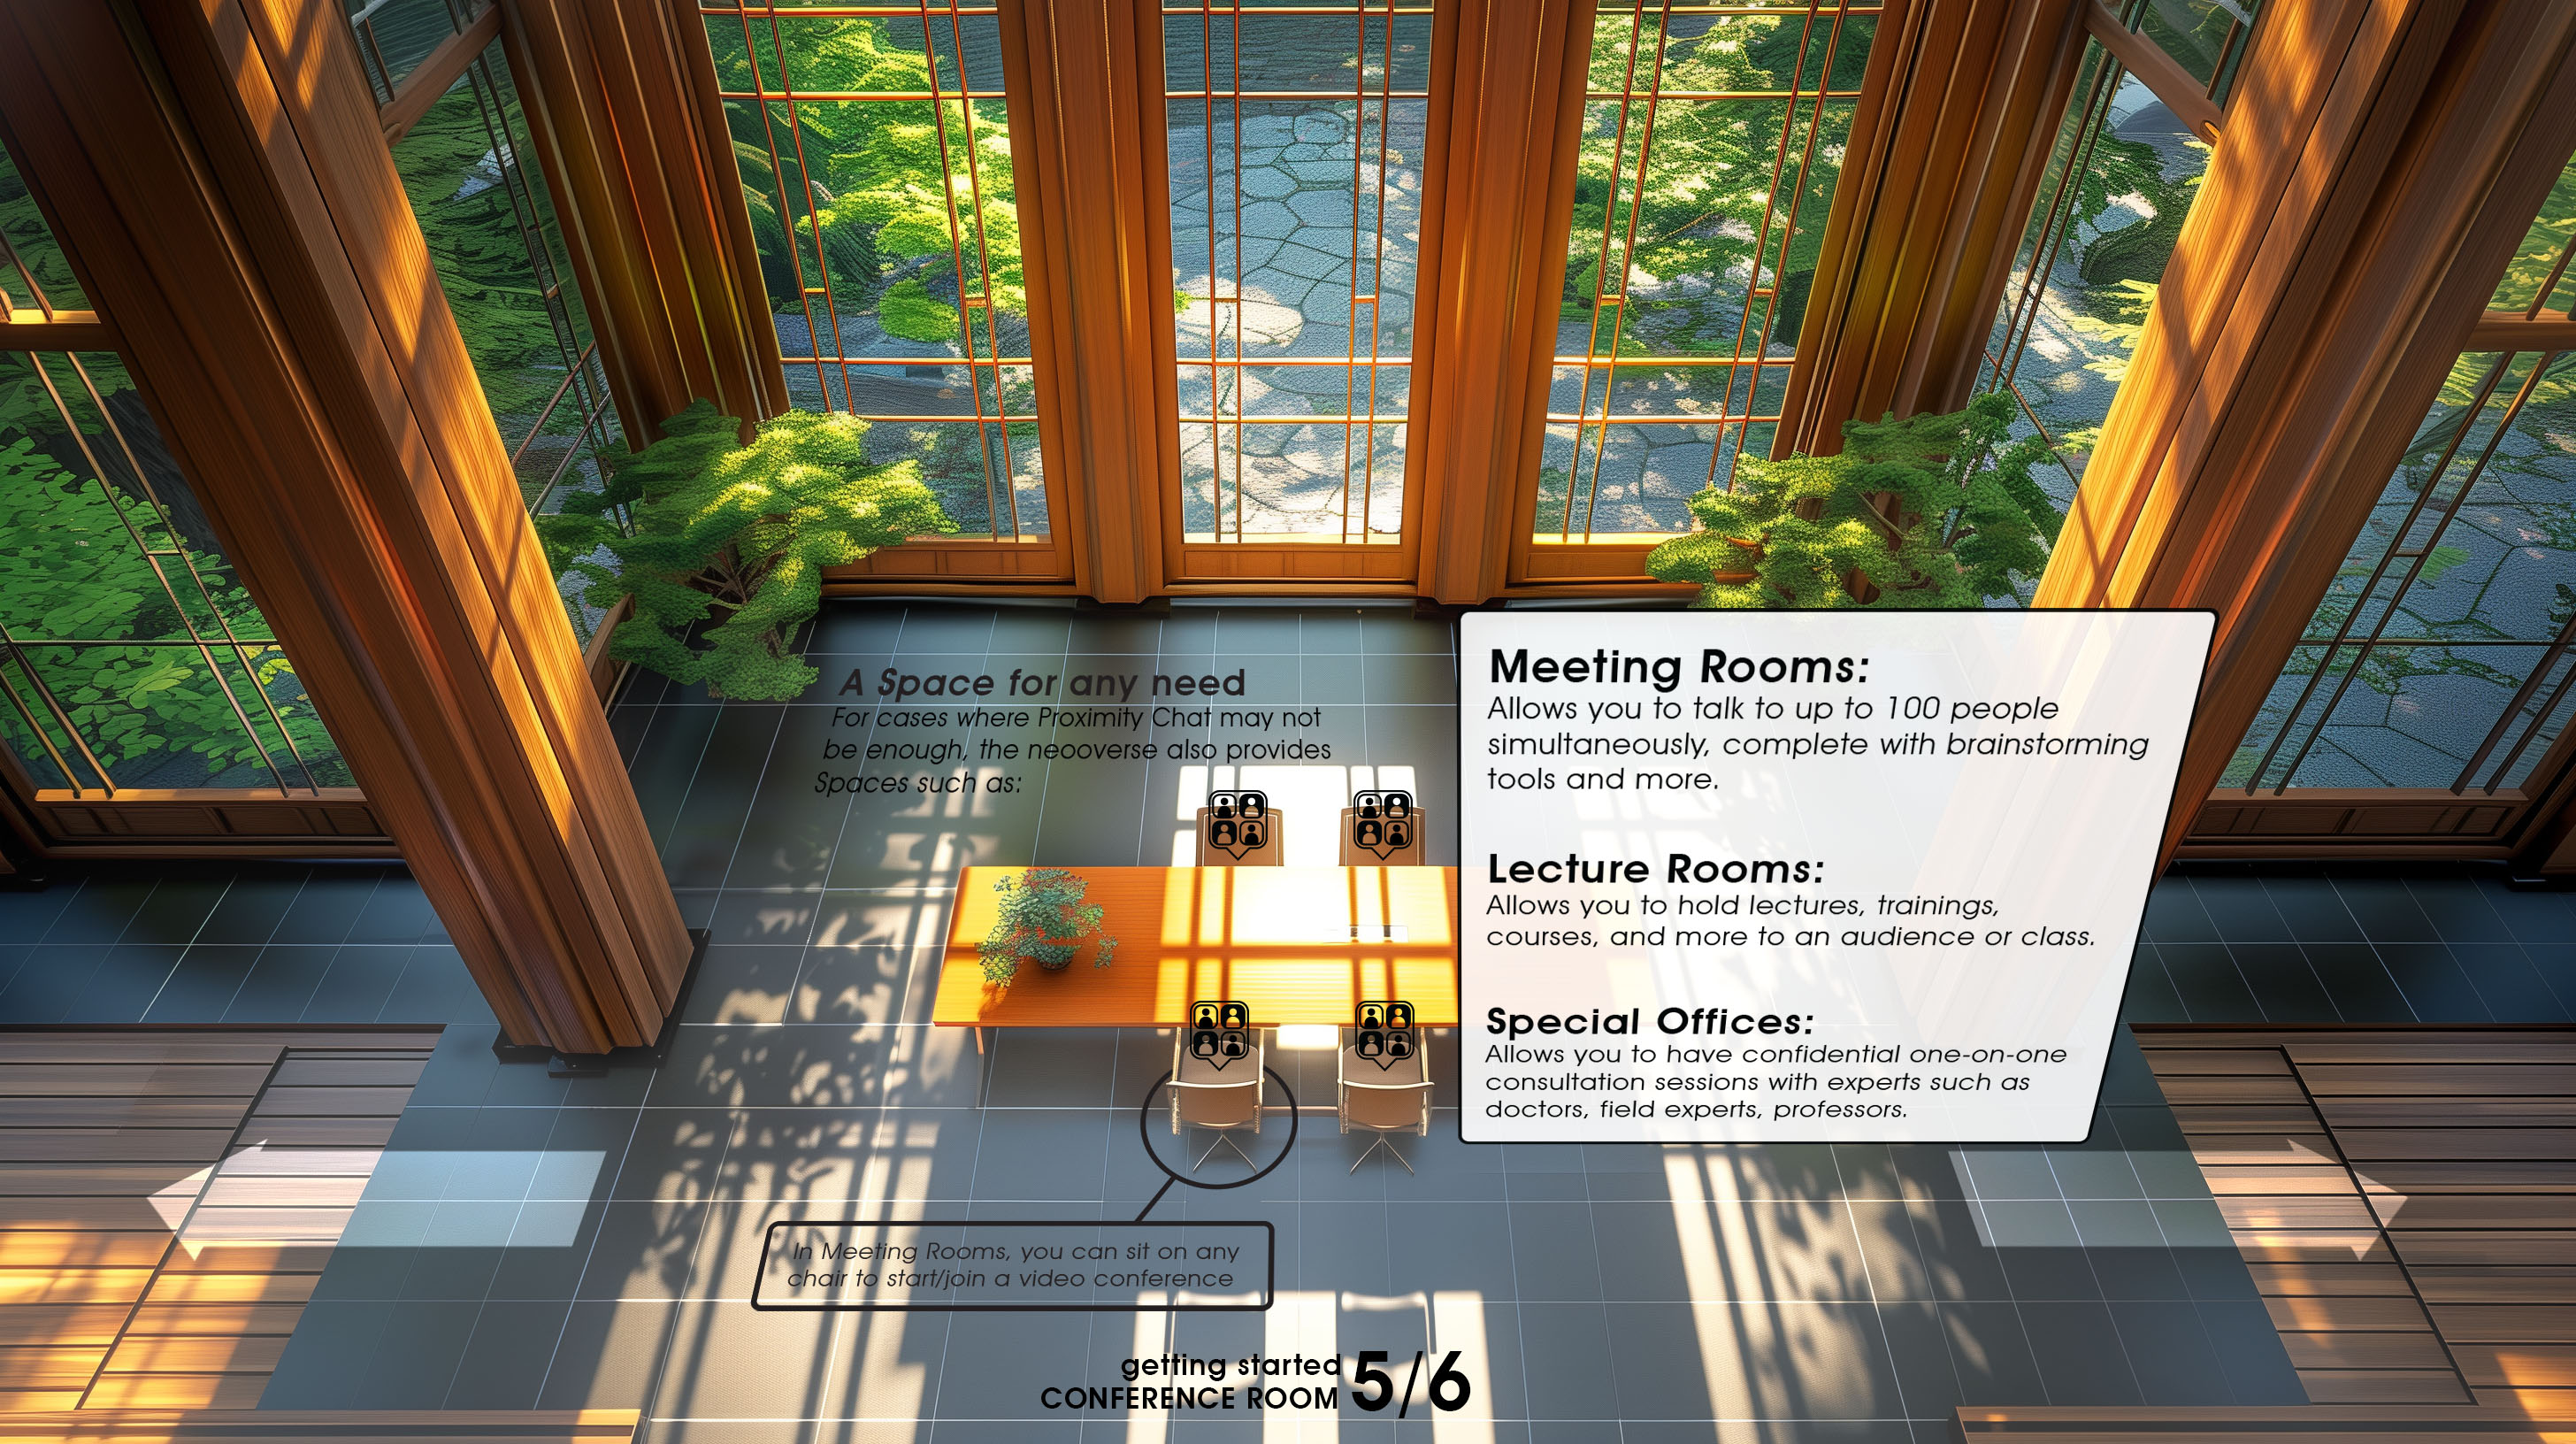 A Space for any need
For cases where Proximity Chat may not
be enough, the neooverse also provides
Spaces such as:
Meeting Rooms:
Allows you to talk to up to 100 people
simultaneously, complete with brainstorming
tools and more.
Lecture Rooms:
Allows you to hold lectures, trainings,
courses, and more to an audience or class.
Special Offices:
Allows you to have confidential one-on-one
consultation sessions with experts such as
doctors, field experts, professors.
In Meeting Rooms, you can sit on any
chair to start/join a video conference
getting started
CONFERENCE ROOM 5/6